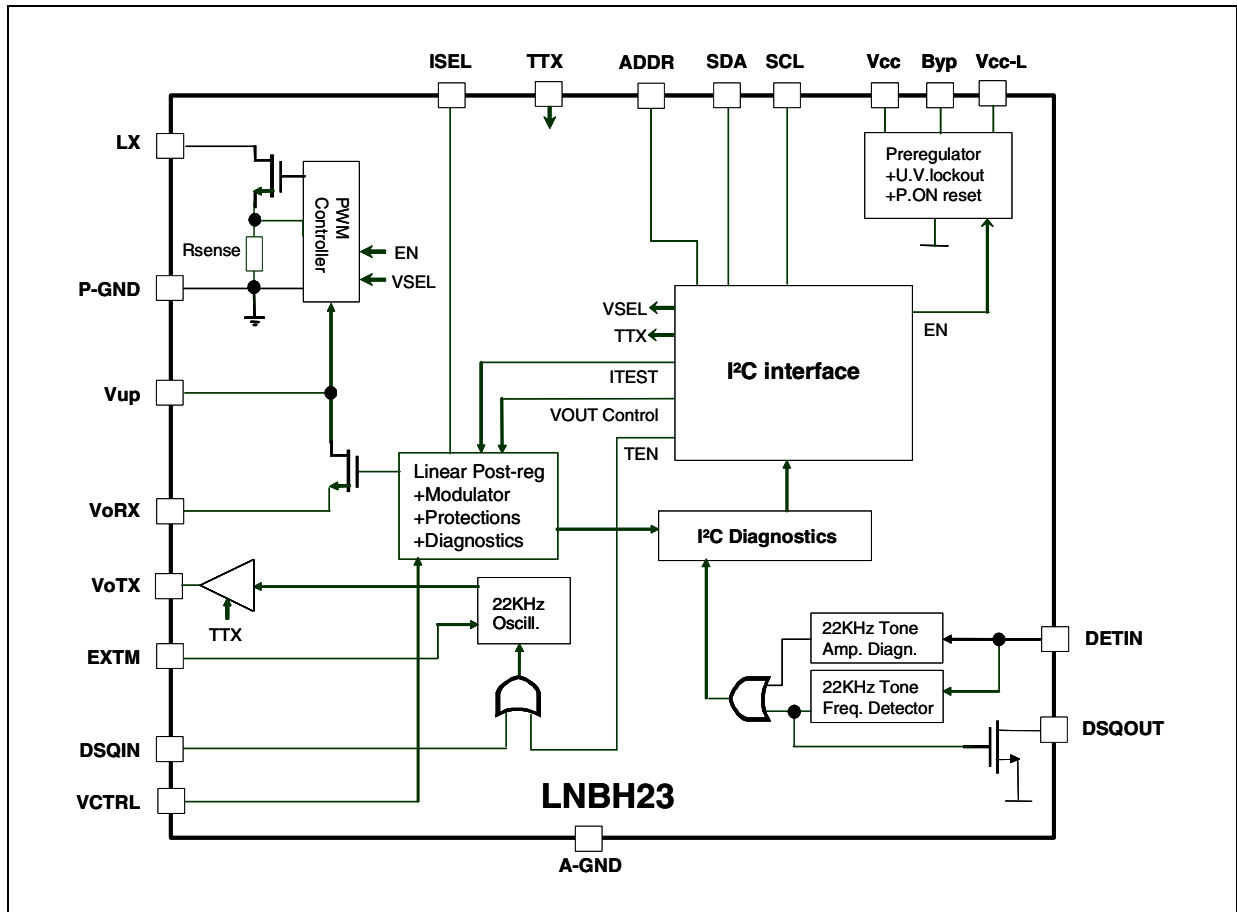 ISEL
TTX
ADDR
SDA
SCL
Vcc
Byp
Vcc-L
LX
Preregulator
+U.V.lockout
+P.ON reset
PWM
Controller
Rsense
EN
P-GND
VSEL
VSEL
TTX
EN
I²C interface
ITEST
Vup
VOUT Control
TEN
Linear Post-reg
+Modulator
+Protections
+Diagnostics
VoRX
I²C Diagnostics
VoTX
TTX
22KHz
Oscill.
22KHz Tone
Amp. Diagn.
DETIN
EXTM
22KHz Tone
Freq. Detector
DSQOUT
DSQIN
VCTRL
LNBH23
A-GND